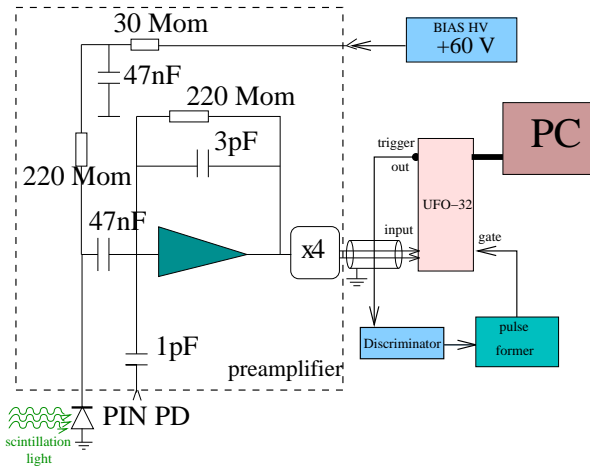 30 Mom
BIAS HV
+60 V
47nF
220 Mom
PC
3pF
trigger
out
220 Mom
UFO−32
47nF
x4
input
gate
1pF
preamplifier
Discriminator
pulse
former
PIN PD
scintillation
light